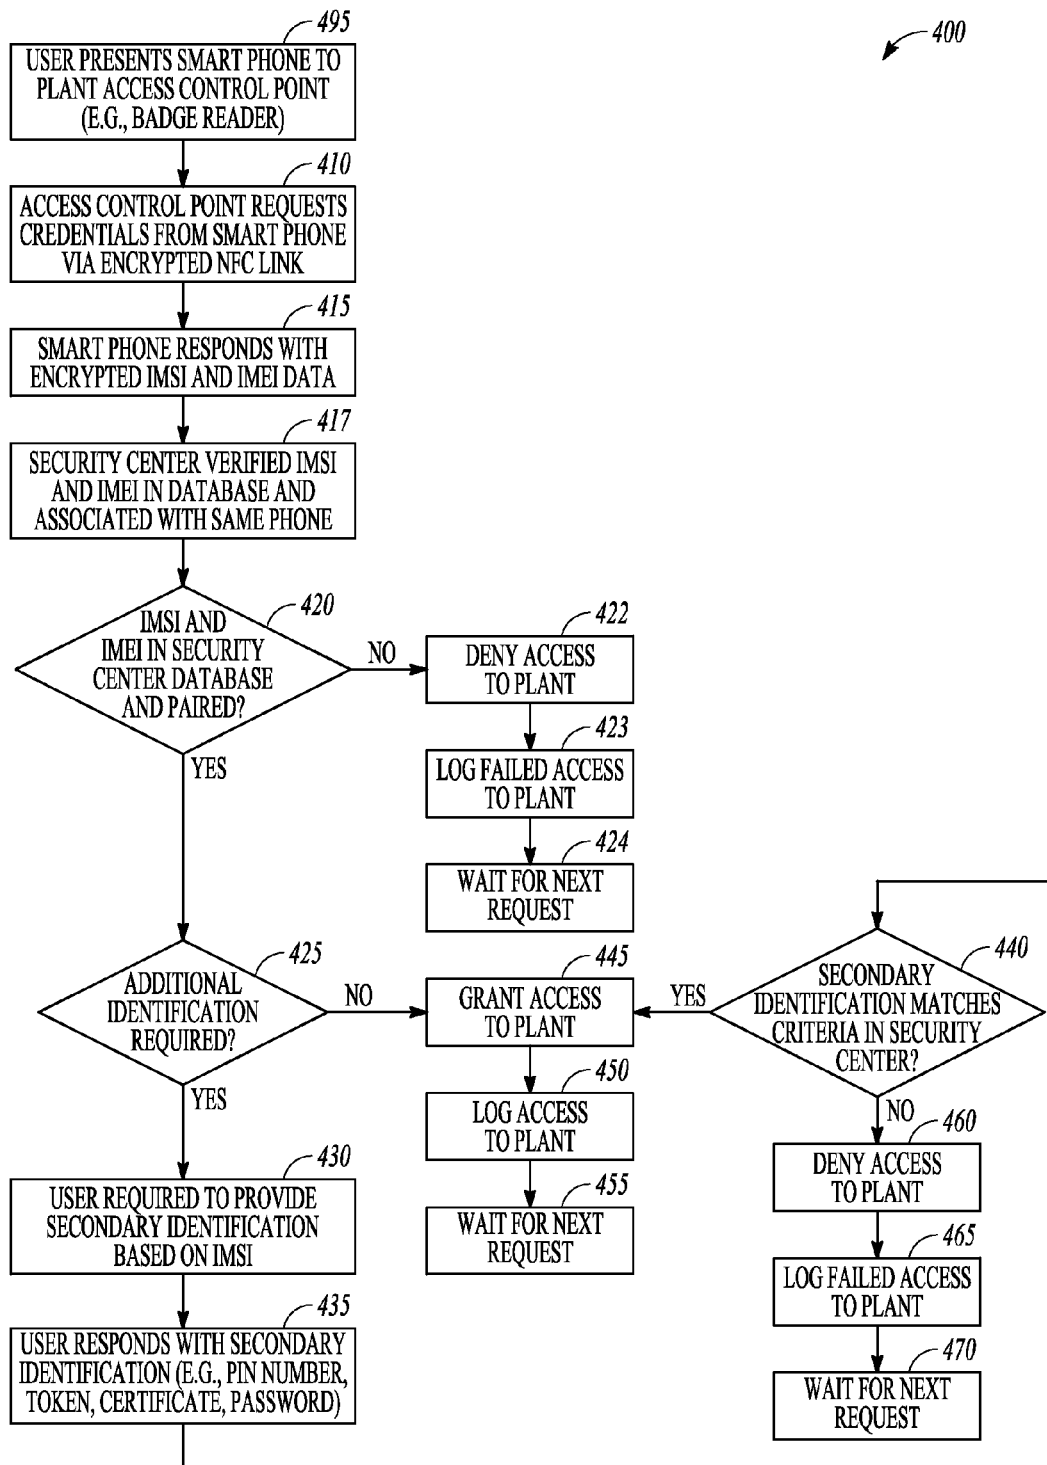 400
495
USER PRESENTS SMART PHONE TO
PLANT ACCESS CONTROL POINT
(E.G., BADGE READER)
410
ACCESS CONTROL POINT REQUESTS
CREDENTIALS FROM SMART PHONE
VIA ENCRYPTED NFC LINK
415
SMART PHONE RESPONDS WITH
ENCRYPTED IMSI AND IMEI DATA
417
SECURITY CENTER VERIFIED IMSI
AND IMEI IN DATABASE AND
ASSOCIATED WITH SAME PHONE
420
IMSI AND
IMEI IN SECURITY
CENTER DATABASE
AND PAIRED?
NO
YES
422
DENY ACCESS
TO PLANT
423
LOG FAILED ACCESS
TO PLANT
424
WAIT FOR NEXT
REQUEST
425
ADDITIONAL
IDENTIFICATION
REQUIRED?
NO
YES
430
USER REQUIRED TO PROVIDE
SECONDARY IDENTIFICATION
BASED ON IMSI
435
USER RESPONDS WITH SECONDARY
IDENTIFICATION (E.G., PIN NUMBER,
TOKEN, CERTIFICATE, PASSWORD)
440
SECONDARY
IDENTIFICATION MATCHES
CRITERIA IN SECURITY
CENTER?
YES
NO
445
GRANT ACCESS
TO PLANT
450
LOG ACCESS
TO PLANT
455
WAIT FOR NEXT
REQUEST
460
DENY ACCESS
TO PLANT
465
LOG FAILED ACCESS
TO PLANT
470
WAIT FOR NEXT
REQUEST